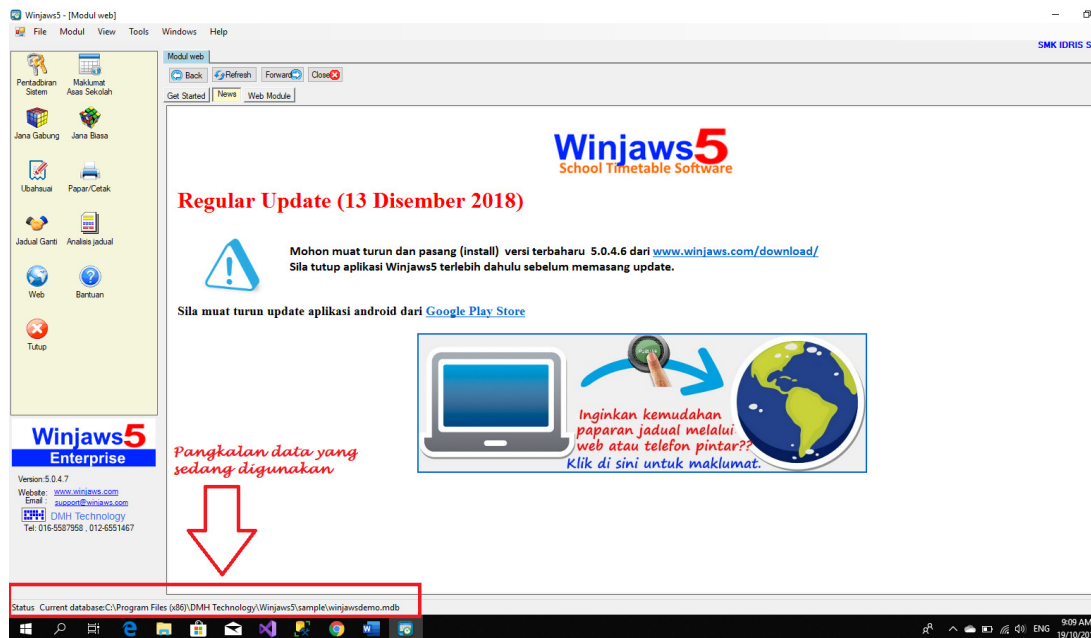 Winjaws5 - [Modul web]
File Modul View Tools Windows Help
SMK IDRIS S
Pentadbiran Sistem
Maklumat Asas Sekolah
Jana Gabung
Jana Biasa
Ubahsuai
Papar/Cetak
Jadual Ganti
Analisis jadual
Web
Bantuan
Tutup
Modul web
Back Refresh Forward Close
Get Started News Web Module
Winjaws5
School Timetable Software
Regular Update (13 Disember 2018)
Mohon muat turun dan pasang (install) versi terbaharu 5.0.4.6 dari www.winjaws.com/download/
Sila tutup aplikasi Winjaws5 terlebih dahulu sebelum memasang update.
Sila muat turun update aplikasi android dari Google Play Store
Inginkan kemudahan
paparan jadual melalui
web atau telefon pintar??
Klik di sini untuk maklumat.
Pangkalan data yang
sedang digunakan
Winjaws5
Enterprise
Version:5.0.4.7
Website: www.winjaws.com
Email : support@winjaws.com
DMH Technology
Tel: 016-5587958 , 012-6551467
Status Current database:C:\Program Files (x86)\DMH Technology\Winjaws5\sample\winjawsdemo.mdb
ENG
9:09 AM